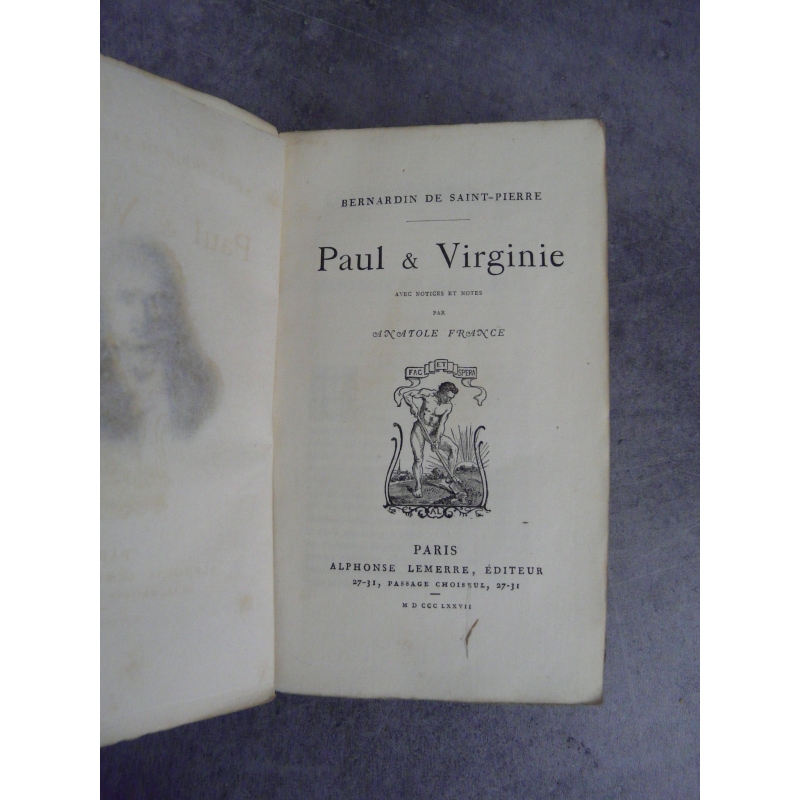 BERNARDIN DE SAINT-PIERRE
Paul & Virginie
AVEC NOTICES ET NOTES
PAR
ANATOLE FRANCE
FAC ET SPERA
AL
PARIS
ALPHONSE LEMERRE, ÉDITEUR
27-31, PASSAGE CHOISEUL, 27-31
M D CCC LXXVII